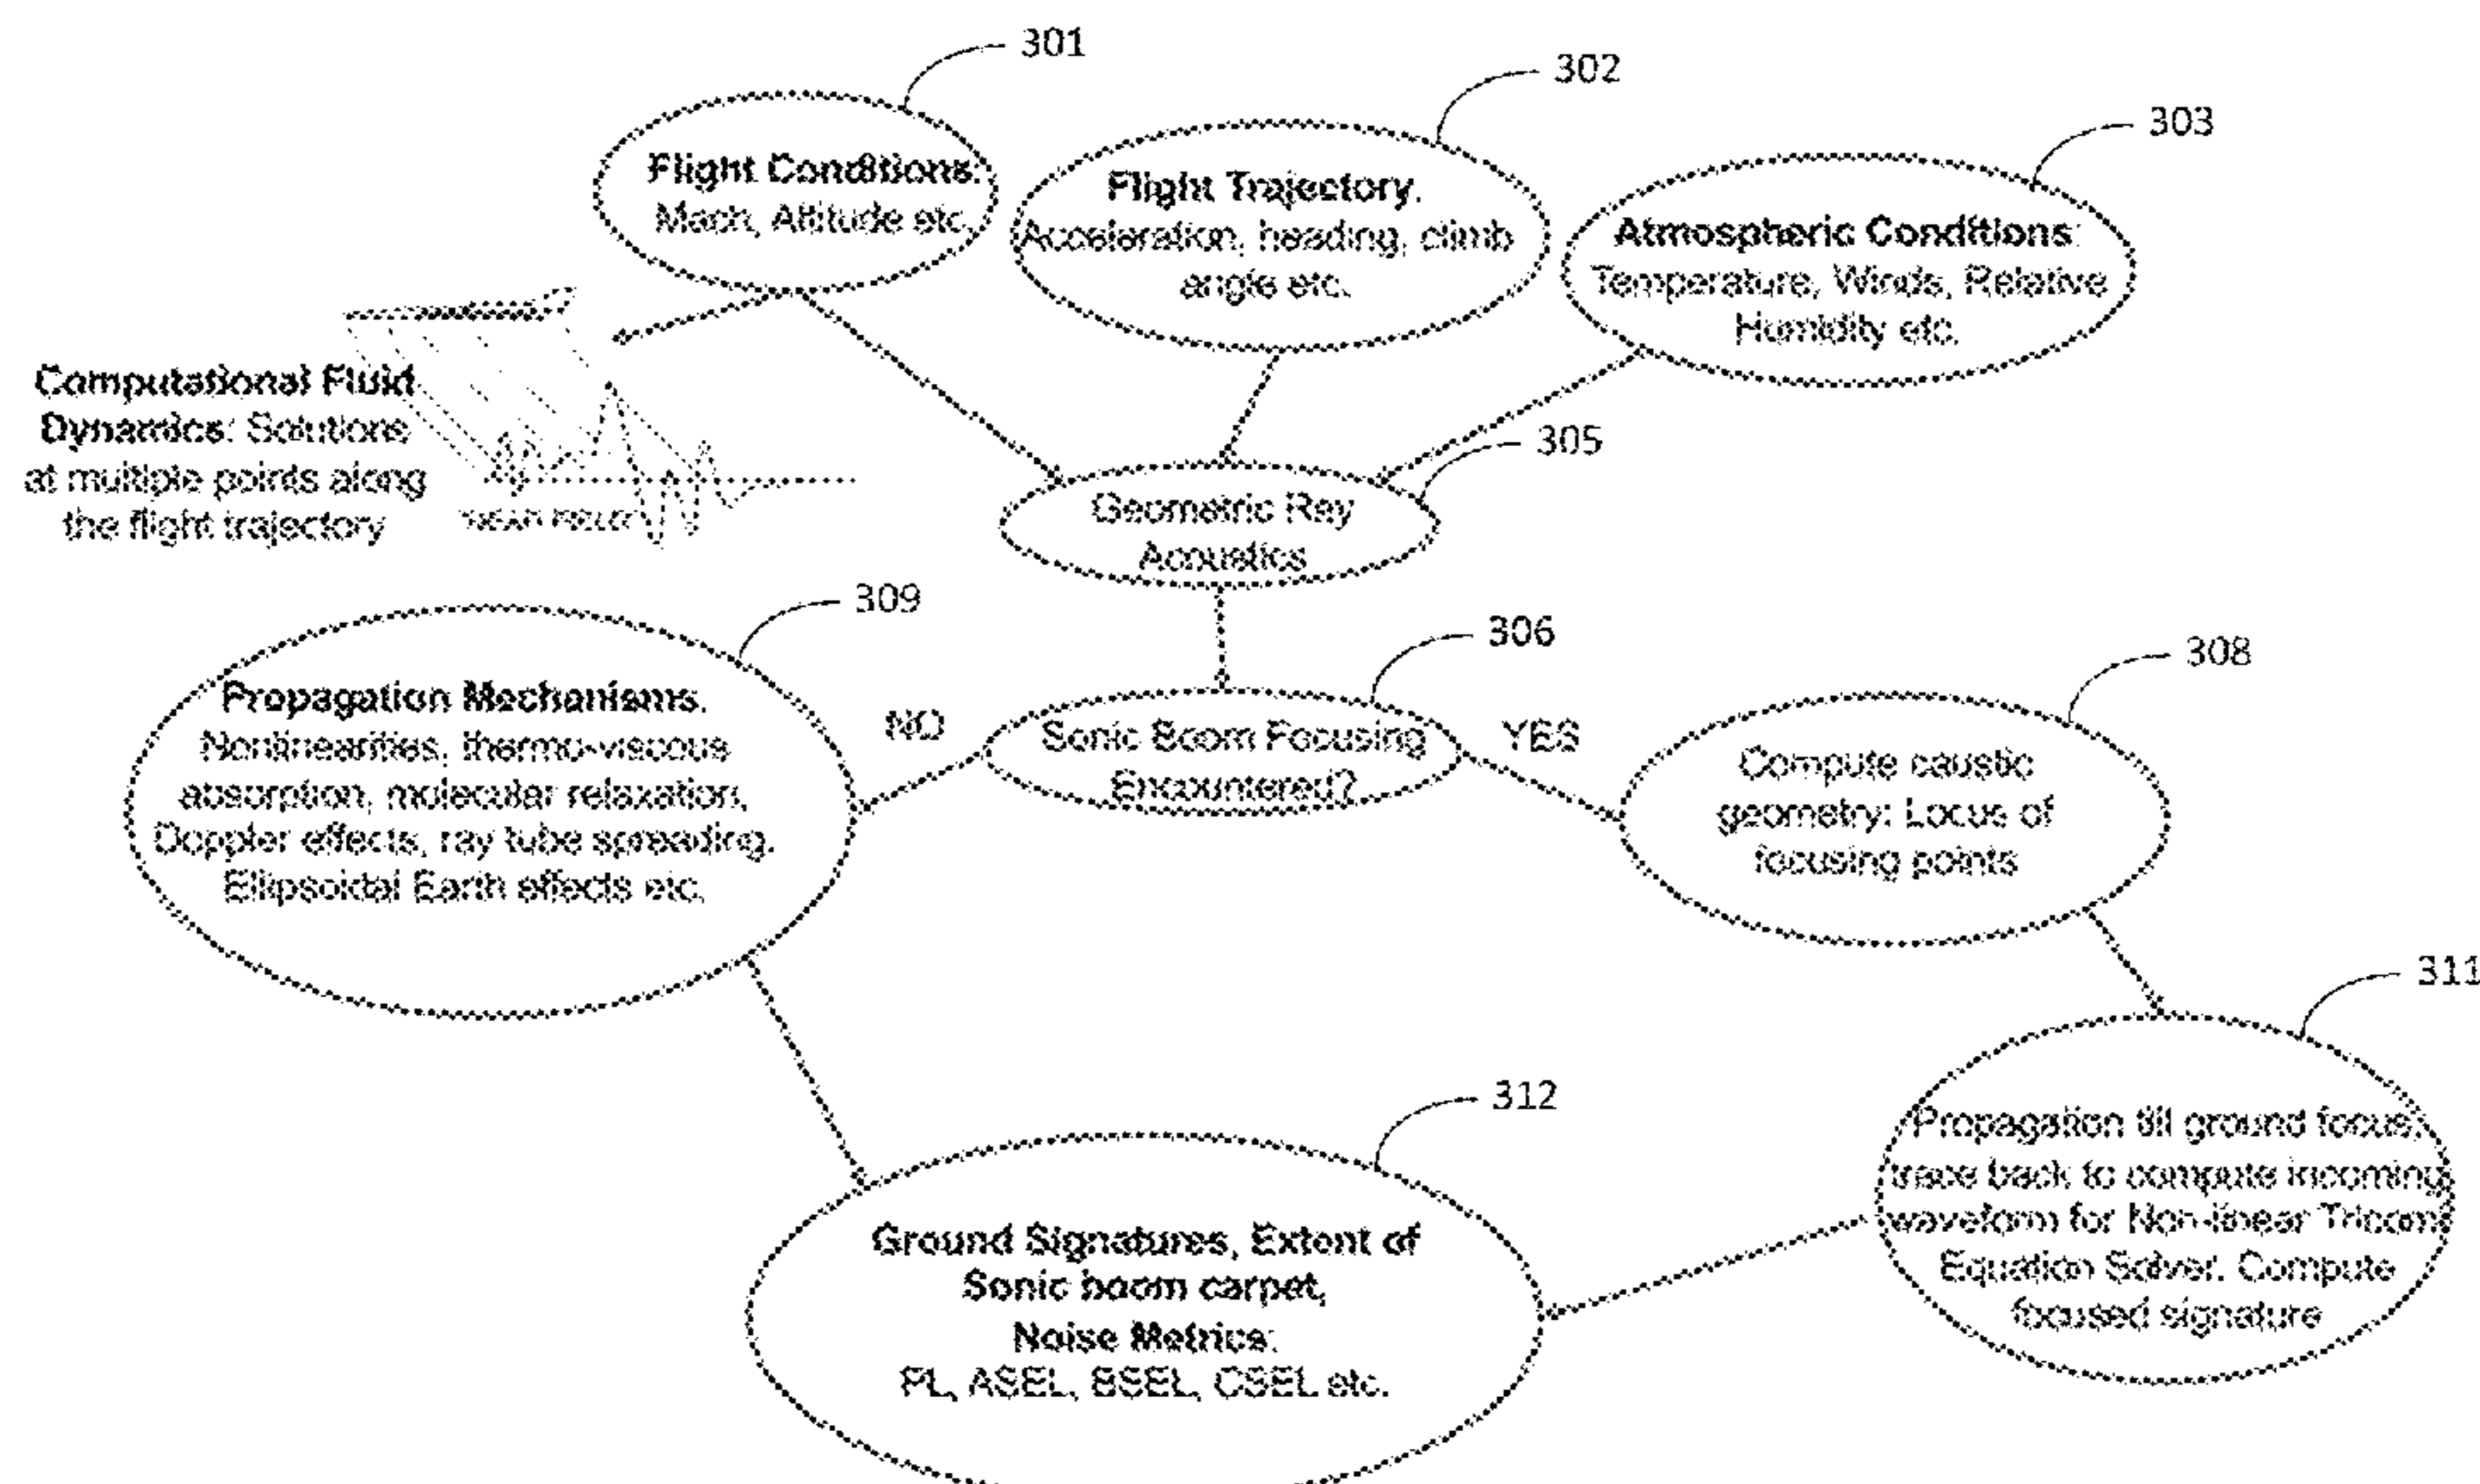 301
302
303
Flight Conditions:
Mach, Altitude etc.
Flight Trajectory.
Acceleration, heading, climb
angle etc.
Atmospheric Conditions:
Temperature, Winds, Relative
Humidity etc.
Computational Fluid
Dynamics: Solutions
at multiple points along
the flight trajectory
NEAR FIELD
305
Geometric Ray
Acoustics
309
Propagation Mechanisms.
Nonlinearities, thermo-viscous
absorption, molecular relaxation,
Doppler effects, ray tube spreading.
Ellipsoidal Earth effects etc.
306
NO
Sonic Boom Focusing
Encountered?
YES
308
Compute caustic
geometry: Locus of
focusing points
311
Propagation till ground focus,
trace back to compute incoming
waveform for Non-linear Tricomi
Equation Solver. Compute
focused signature
312
Ground Signatures, Extent of
Sonic boom carpet,
Noise Metrics:
PL, ASEL, BSEL, CSEL etc.